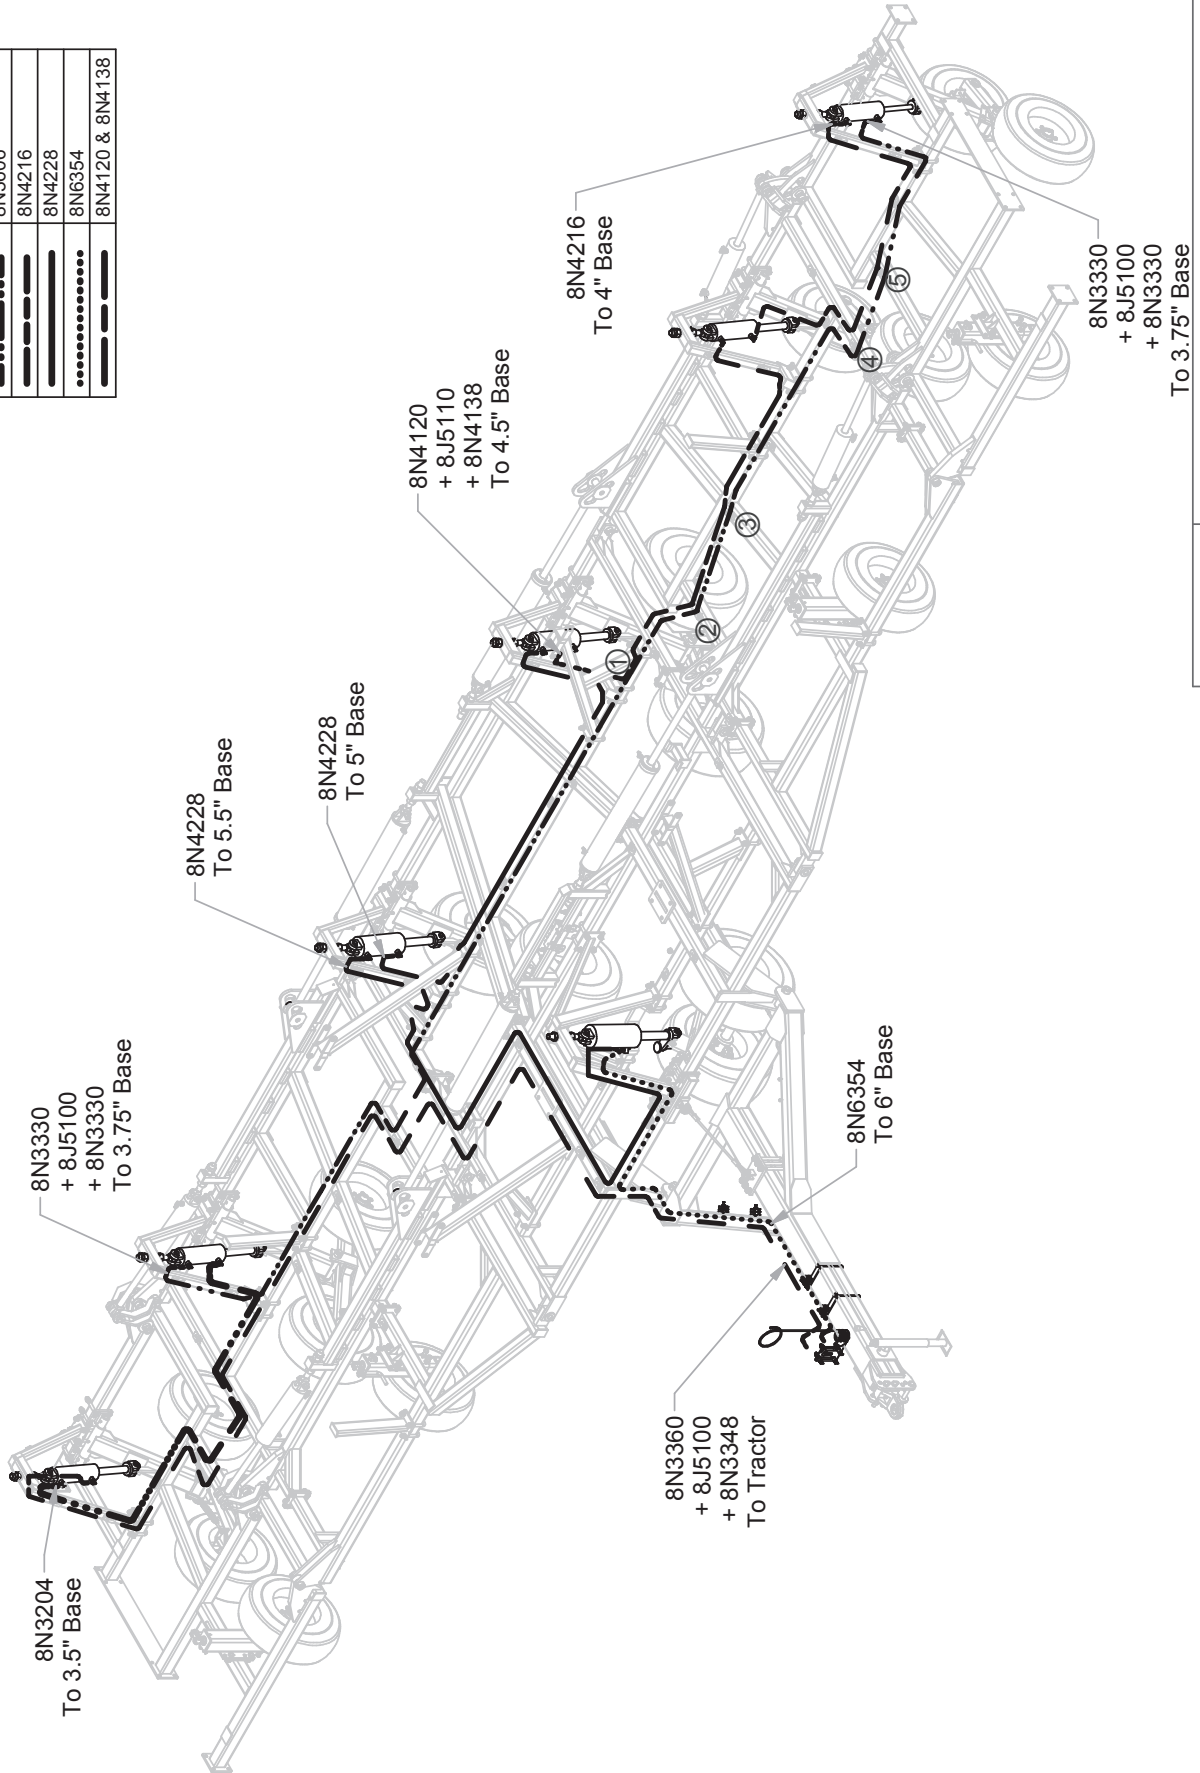 8N4216
8N4228
8N6354
8N4120 & 8N4138
8N3204
To 3.5" Base
8N3330
+ 8J5100
+ 8N3330
To 3.75" Base
8N4228
To 5.5" Base
8N4228
To 5" Base
8N4120
+ 8J5110
+ 8N4138
To 4.5" Base
8N4216
To 4" Base
8N3330
+ 8J5100
+ 8N3330
To 3.75" Base
8N6354
To 6" Base
8N3360
+ 8J5100
+ 8N3348
To Tractor
1
2
3
4
5